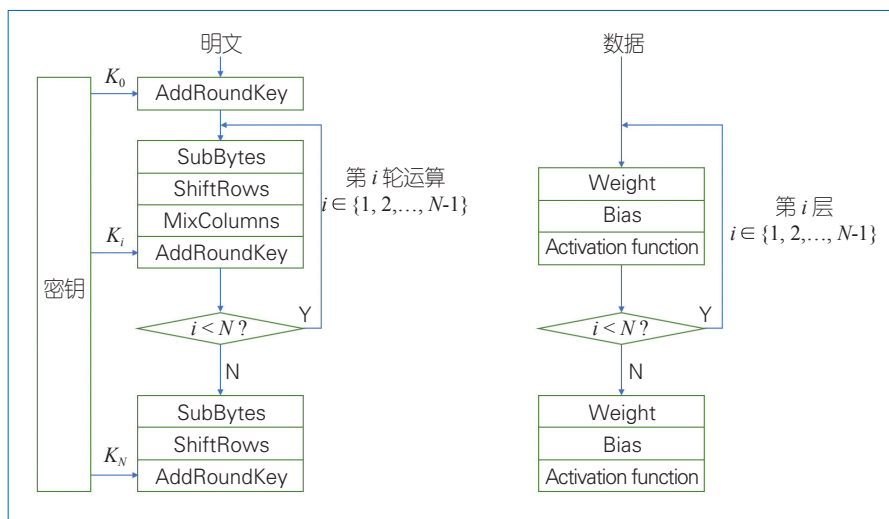 明文
K0
AddRoundKey
SubBytes
ShiftRows
MixColumns
AddRoundKey
Ki
密钥
第 i 轮运算
i ∈ {1, 2,…, N-1}
i < N ?
Y
N
SubBytes
ShiftRows
AddRoundKey
KN
数据
Weight
Bias
Activation function
第 i 层
i ∈ {1, 2,…, N-1}
i < N ?
Y
N
Weight
Bias
Activation function